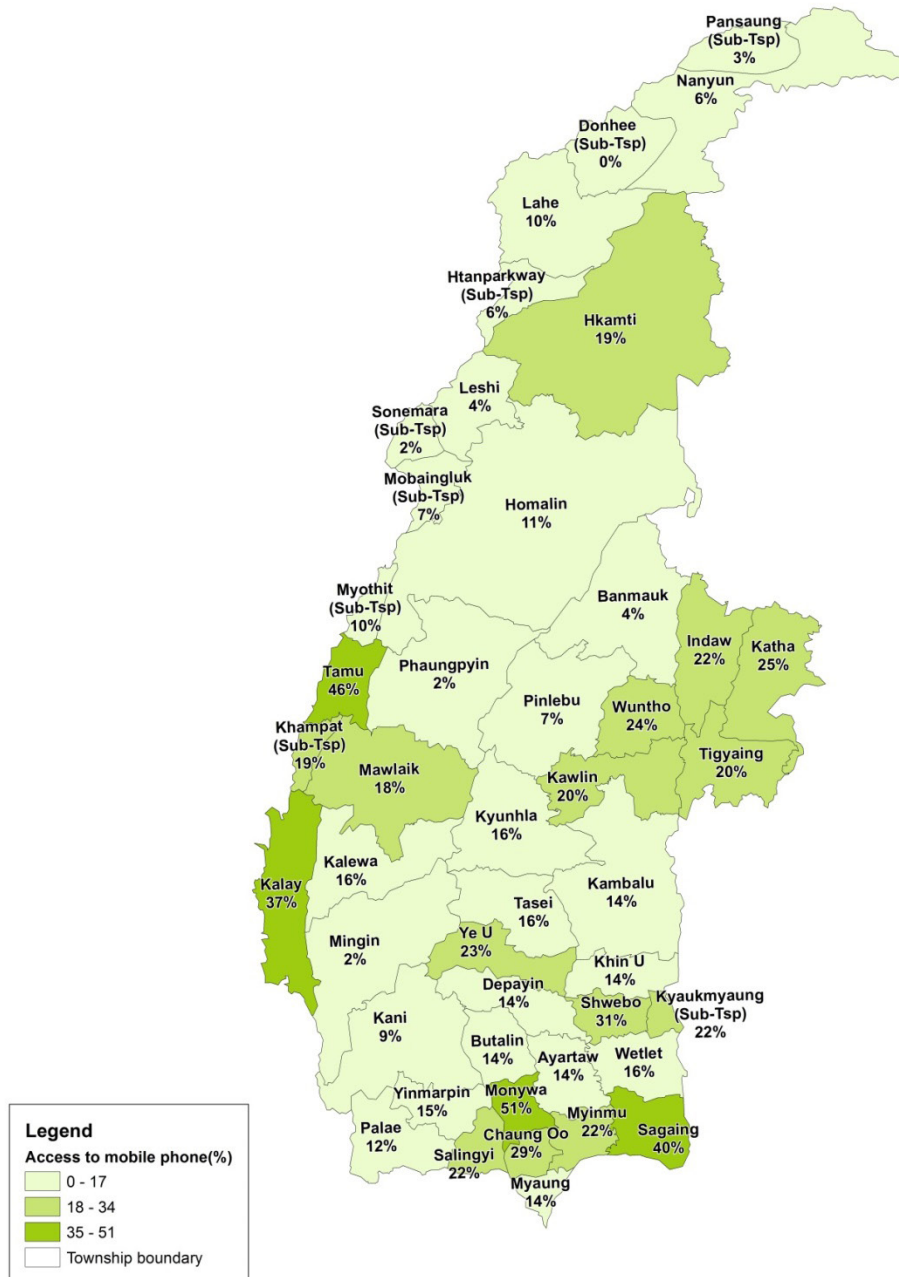 Pansaung
(Sub-Tsp)
3%
Nanyun
6%
Donhee
(Sub-Tsp)
0%
Lahe
10%
Htanparkway
(Sub-Tsp)
6%
Hkamti
19%
Leshi
4%
Sonemara
(Sub-Tsp)
2%
Mobaingluk
(Sub-Tsp)
7%
Homalin
11%
Myothit
(Sub-Tsp)
10%
Banmauk
4%
Indaw
22%
Katha
25%
Tamu
46%
Phaungpyin
2%
Pinlebu
7%
Wuntho
24%
Khampat
(Sub-Tsp)
19%
Mawlaik
18%
Kawlin
20%
Tigyaing
20%
Kyunhla
16%
Kalewa
16%
Kalay
37%
Tasei
16%
Kambalu
14%
Mingin
2%
Ye U
23%
Khin U
14%
Depayin
14%
Shwebo
31%
Kyaukmyaung
(Sub-Tsp)
22%
Kani
9%
Butalin
14%
Ayartaw
14%
Wetlet
16%
Yinmarpin
15%
Monywa
51%
Palae
12%
Salingyi
22%
Chaung Oo
29%
Myinmu
22%
Sagaing
40%
Myaung
14%
Legend
Access to mobile phone(%)
0 - 17
18 - 34
35 - 51
Township boundary